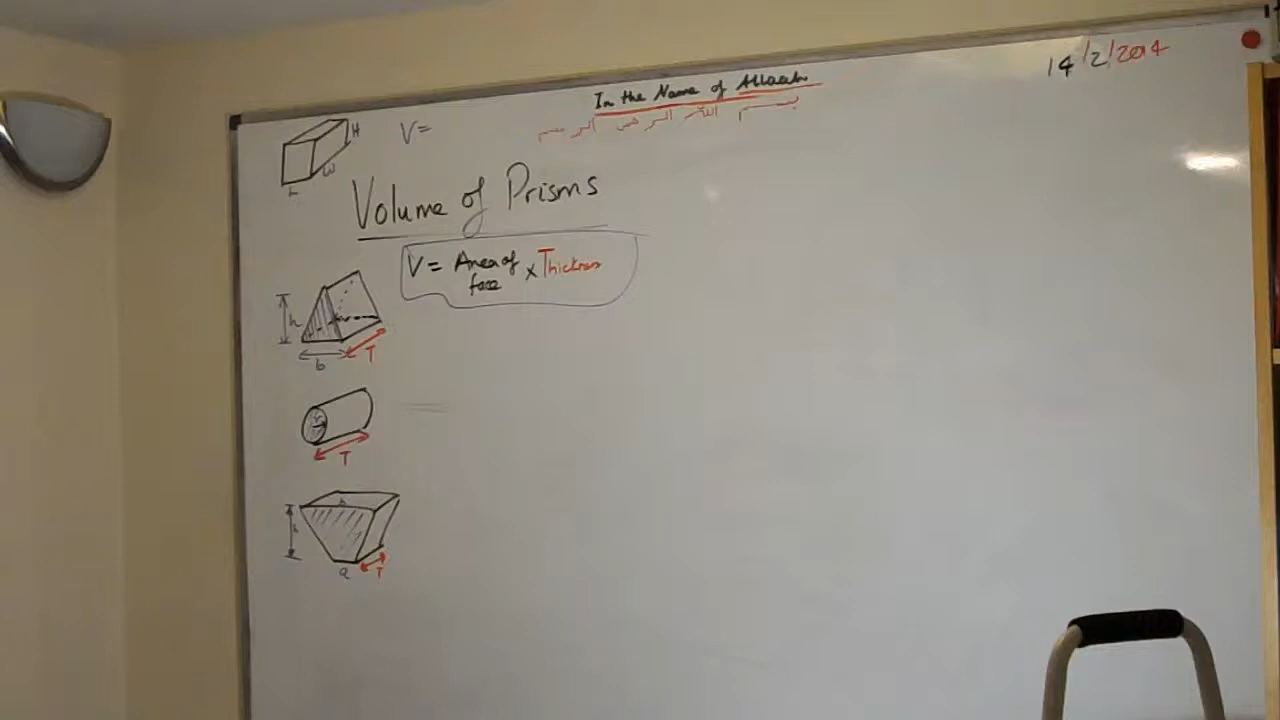 14/2/2014
In the Name of Allaah
بسم الله الرحمن الرحيم
H
V=
W
L
Volume of Prisms
V = Area of face × Thickness
h
b
T
r
T
b
h
a
T